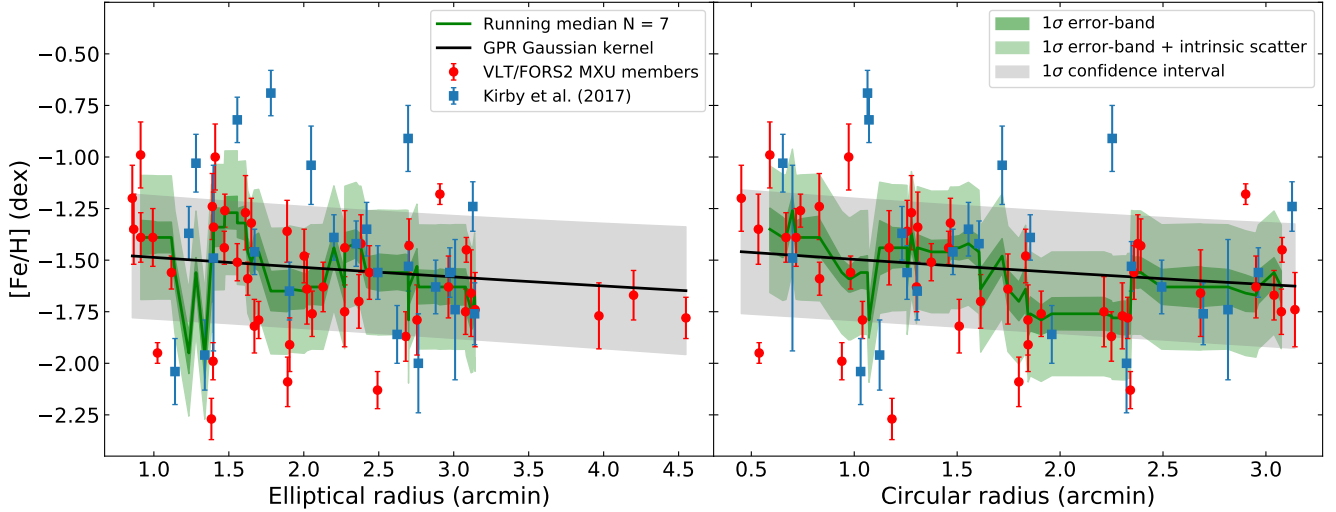 Running median N = 7
GPR Gaussian kernel
VLT/FORS2 MXU members
Kirby et al. (2017)
1σ error-band
1σ error-band + intrinsic scatter
1σ confidence interval
[Fe/H] (dex)
−0.50
−0.75
−1.00
−1.25
−1.50
−1.75
−2.00
−2.25
1.0 1.5 2.0 2.5 3.0 3.5 4.0 4.5
Elliptical radius (arcmin)
0.5 1.0 1.5 2.0 2.5 3.0
Circular radius (arcmin)